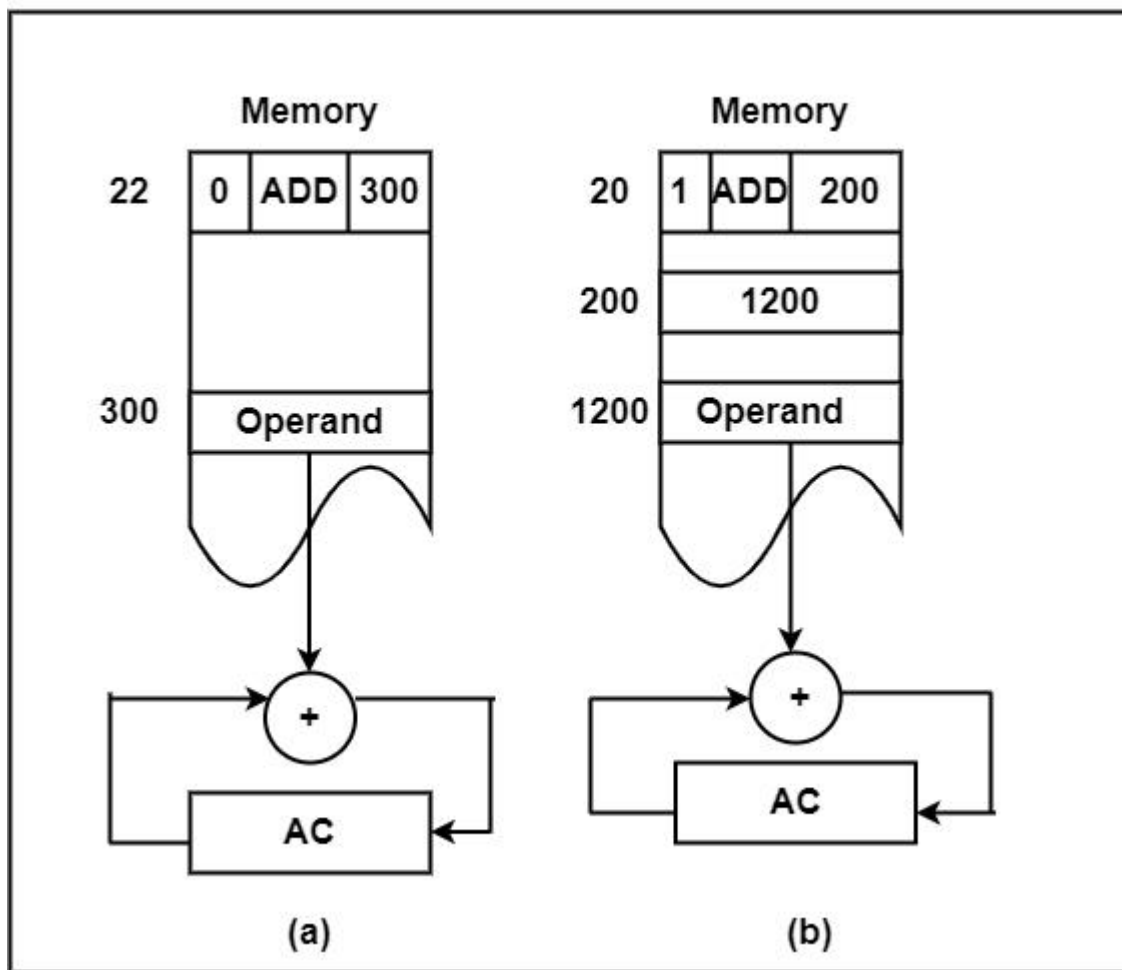 Memory
22 0 ADD 300
300 Operand
+
AC
(a)
Memory
20 1 ADD 200
200 1200
1200 Operand
+
AC
(b)